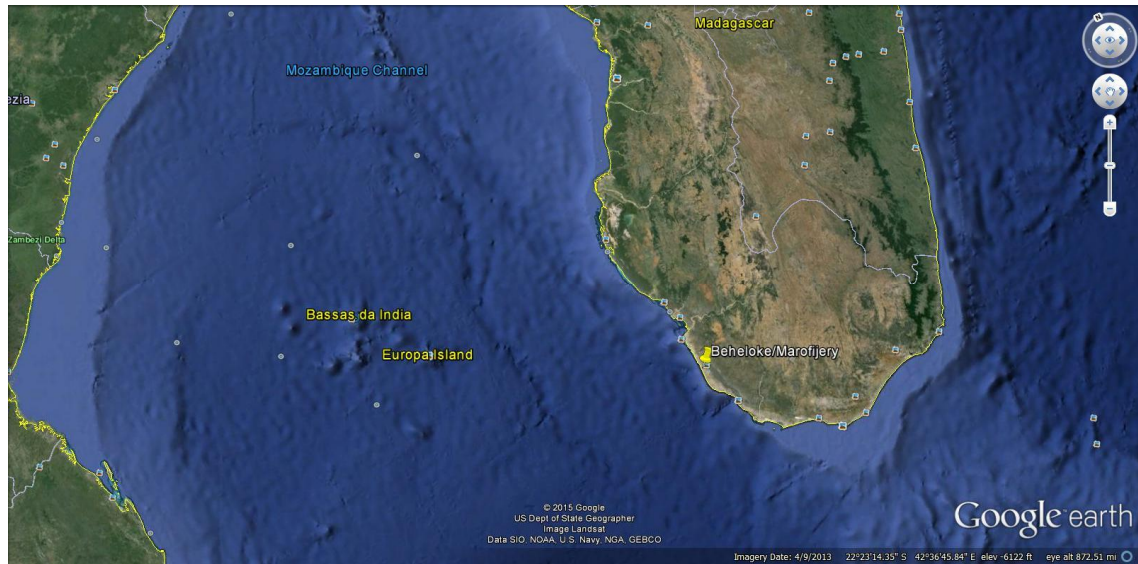 Madagascar
N
Mozambique Channel
ezia
Zambezi Delta
Bassas da India
Europa Island
Beheloke/Marofijery
© 2015 Google
US Dept of State Geographer
Image Landsat
Data SIO, NOAA, U.S. Navy, NGA, GEBCO
Google earth
Imagery Date: 4/9/2013 22°23'14.35" S 42°36'45.84" E elev -6122 ft eye alt 872.51 mi